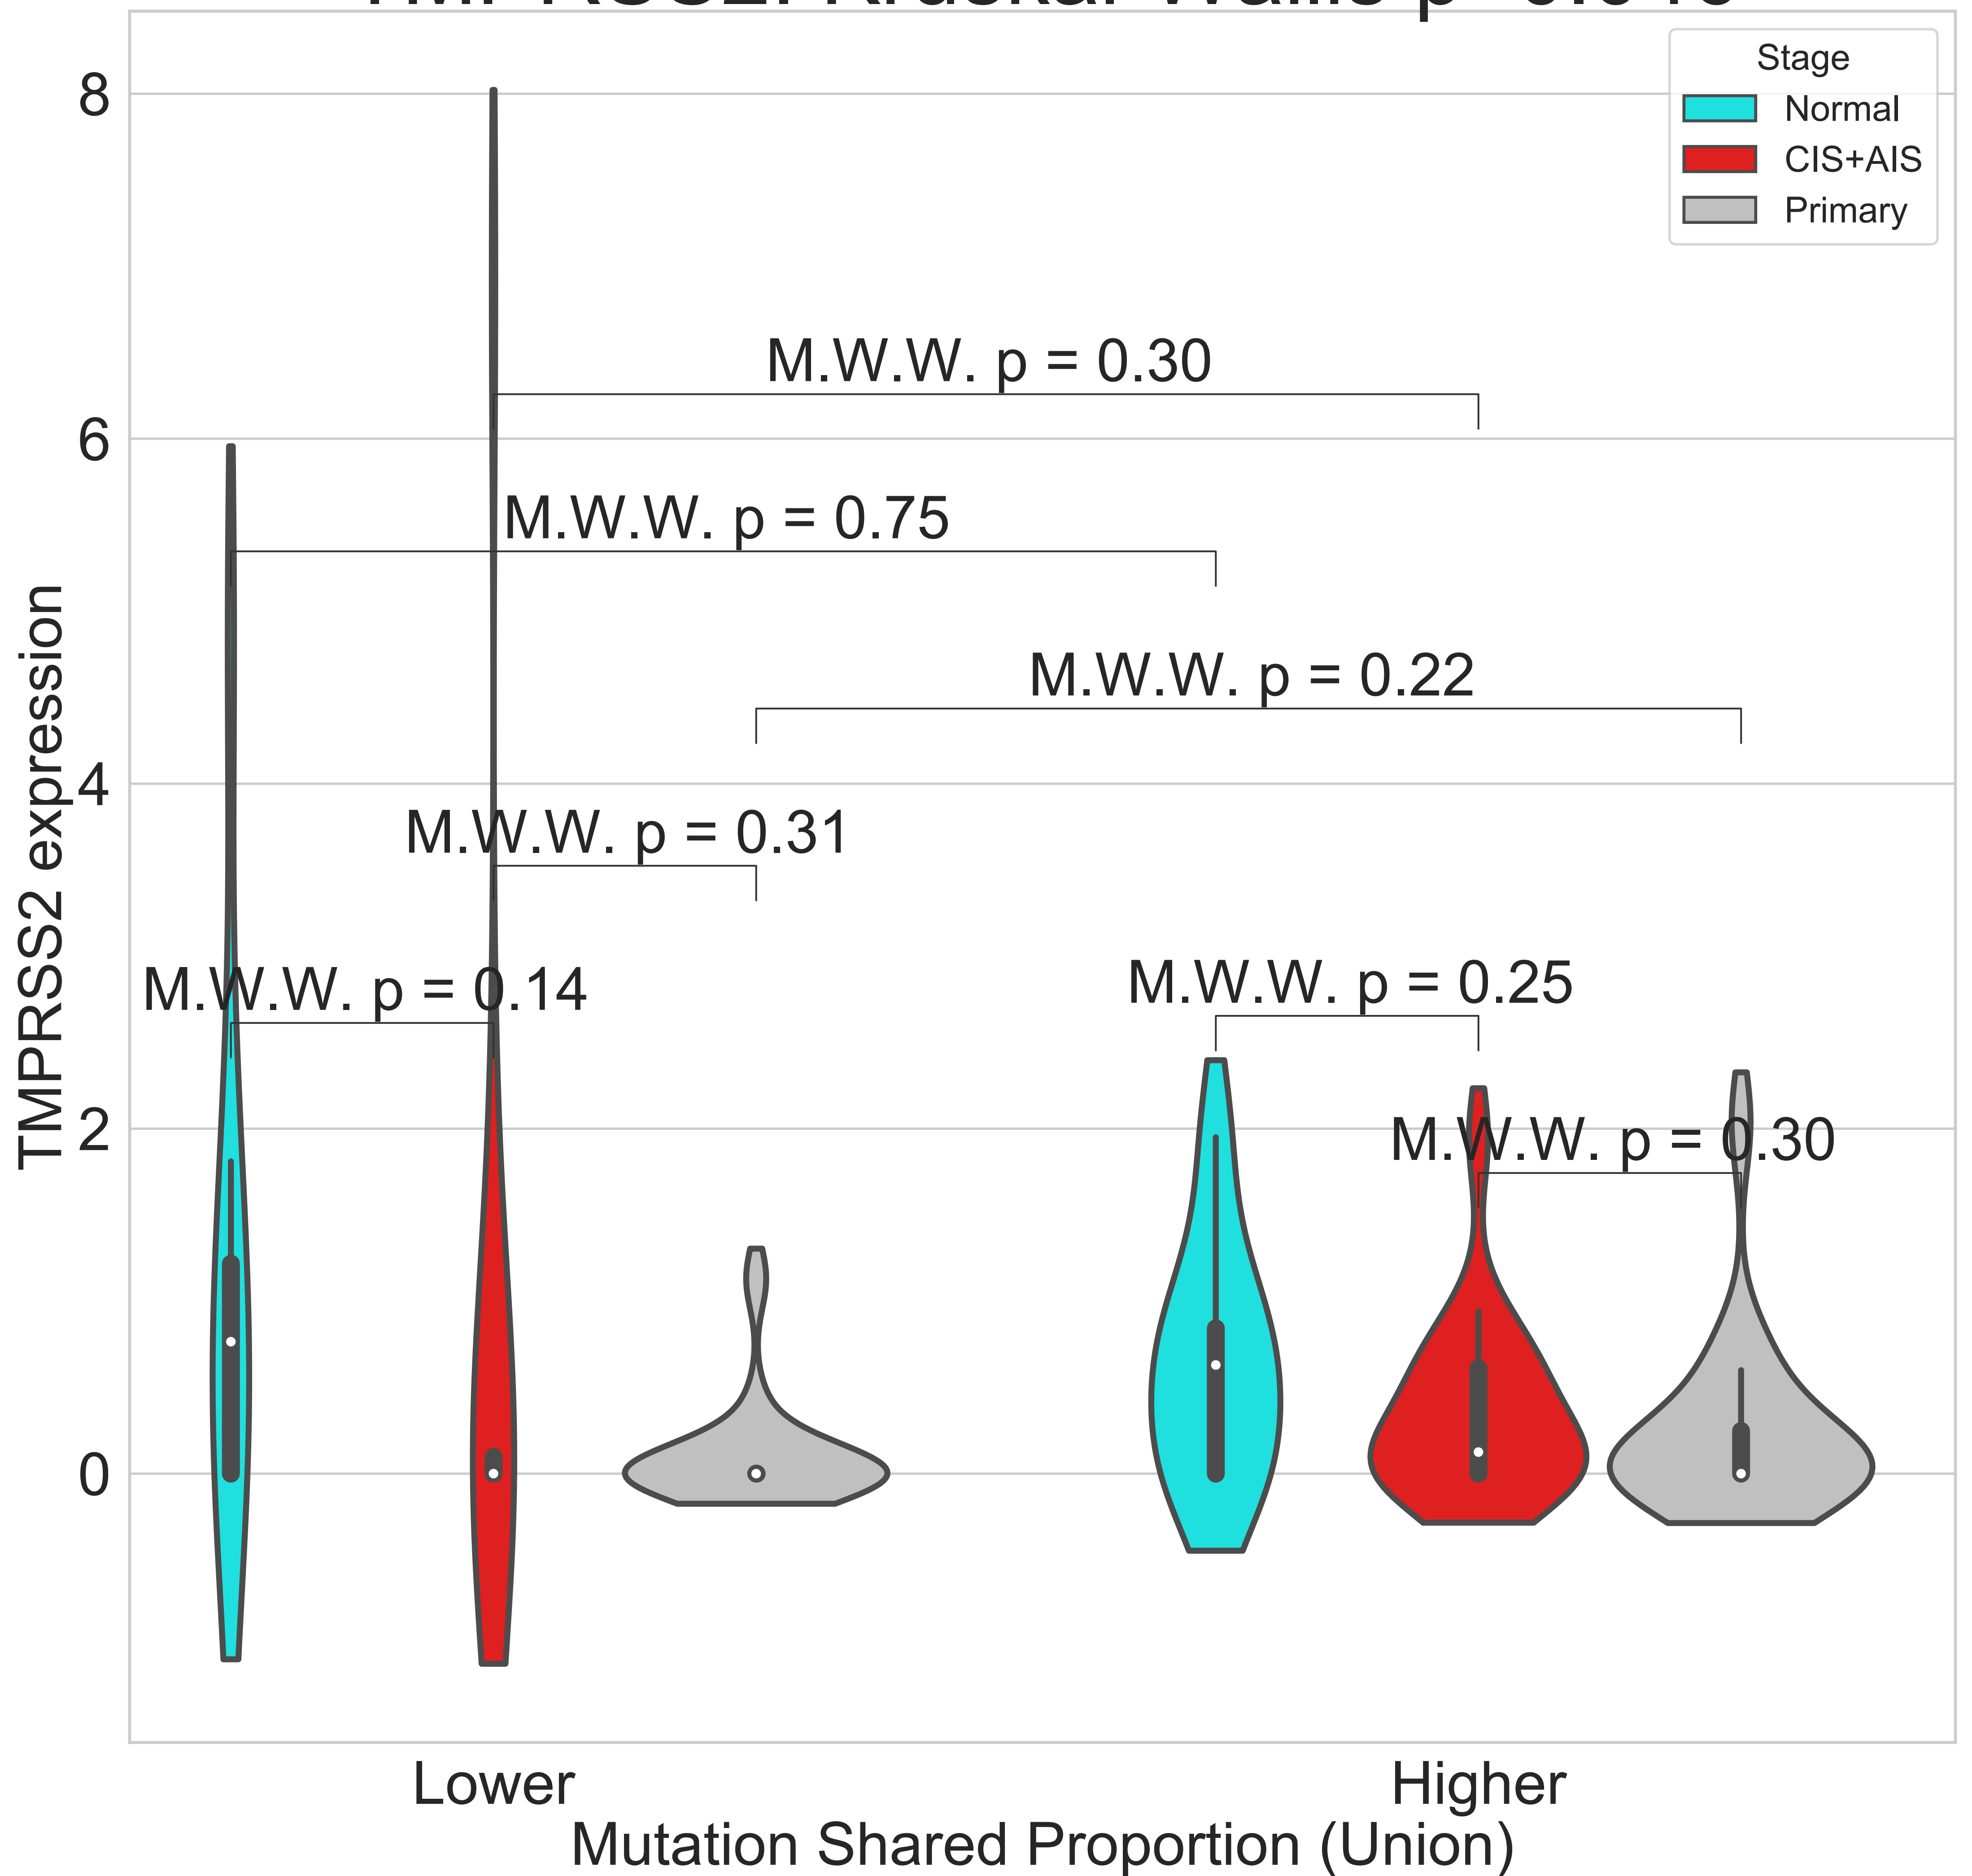 Stage
Normal
CIS+AIS
Primary
8
6
4
2
0
TMPRSS2 expression
M.W.W. p = 0.30
M.W.W. p = 0.75
M.W.W. p = 0.22
M.W.W. p = 0.31
M.W.W. p = 0.14
M.W.W. p = 0.25
M.W.W. p = 0.30
Lower
Higher
Mutation Shared Proportion (Union)